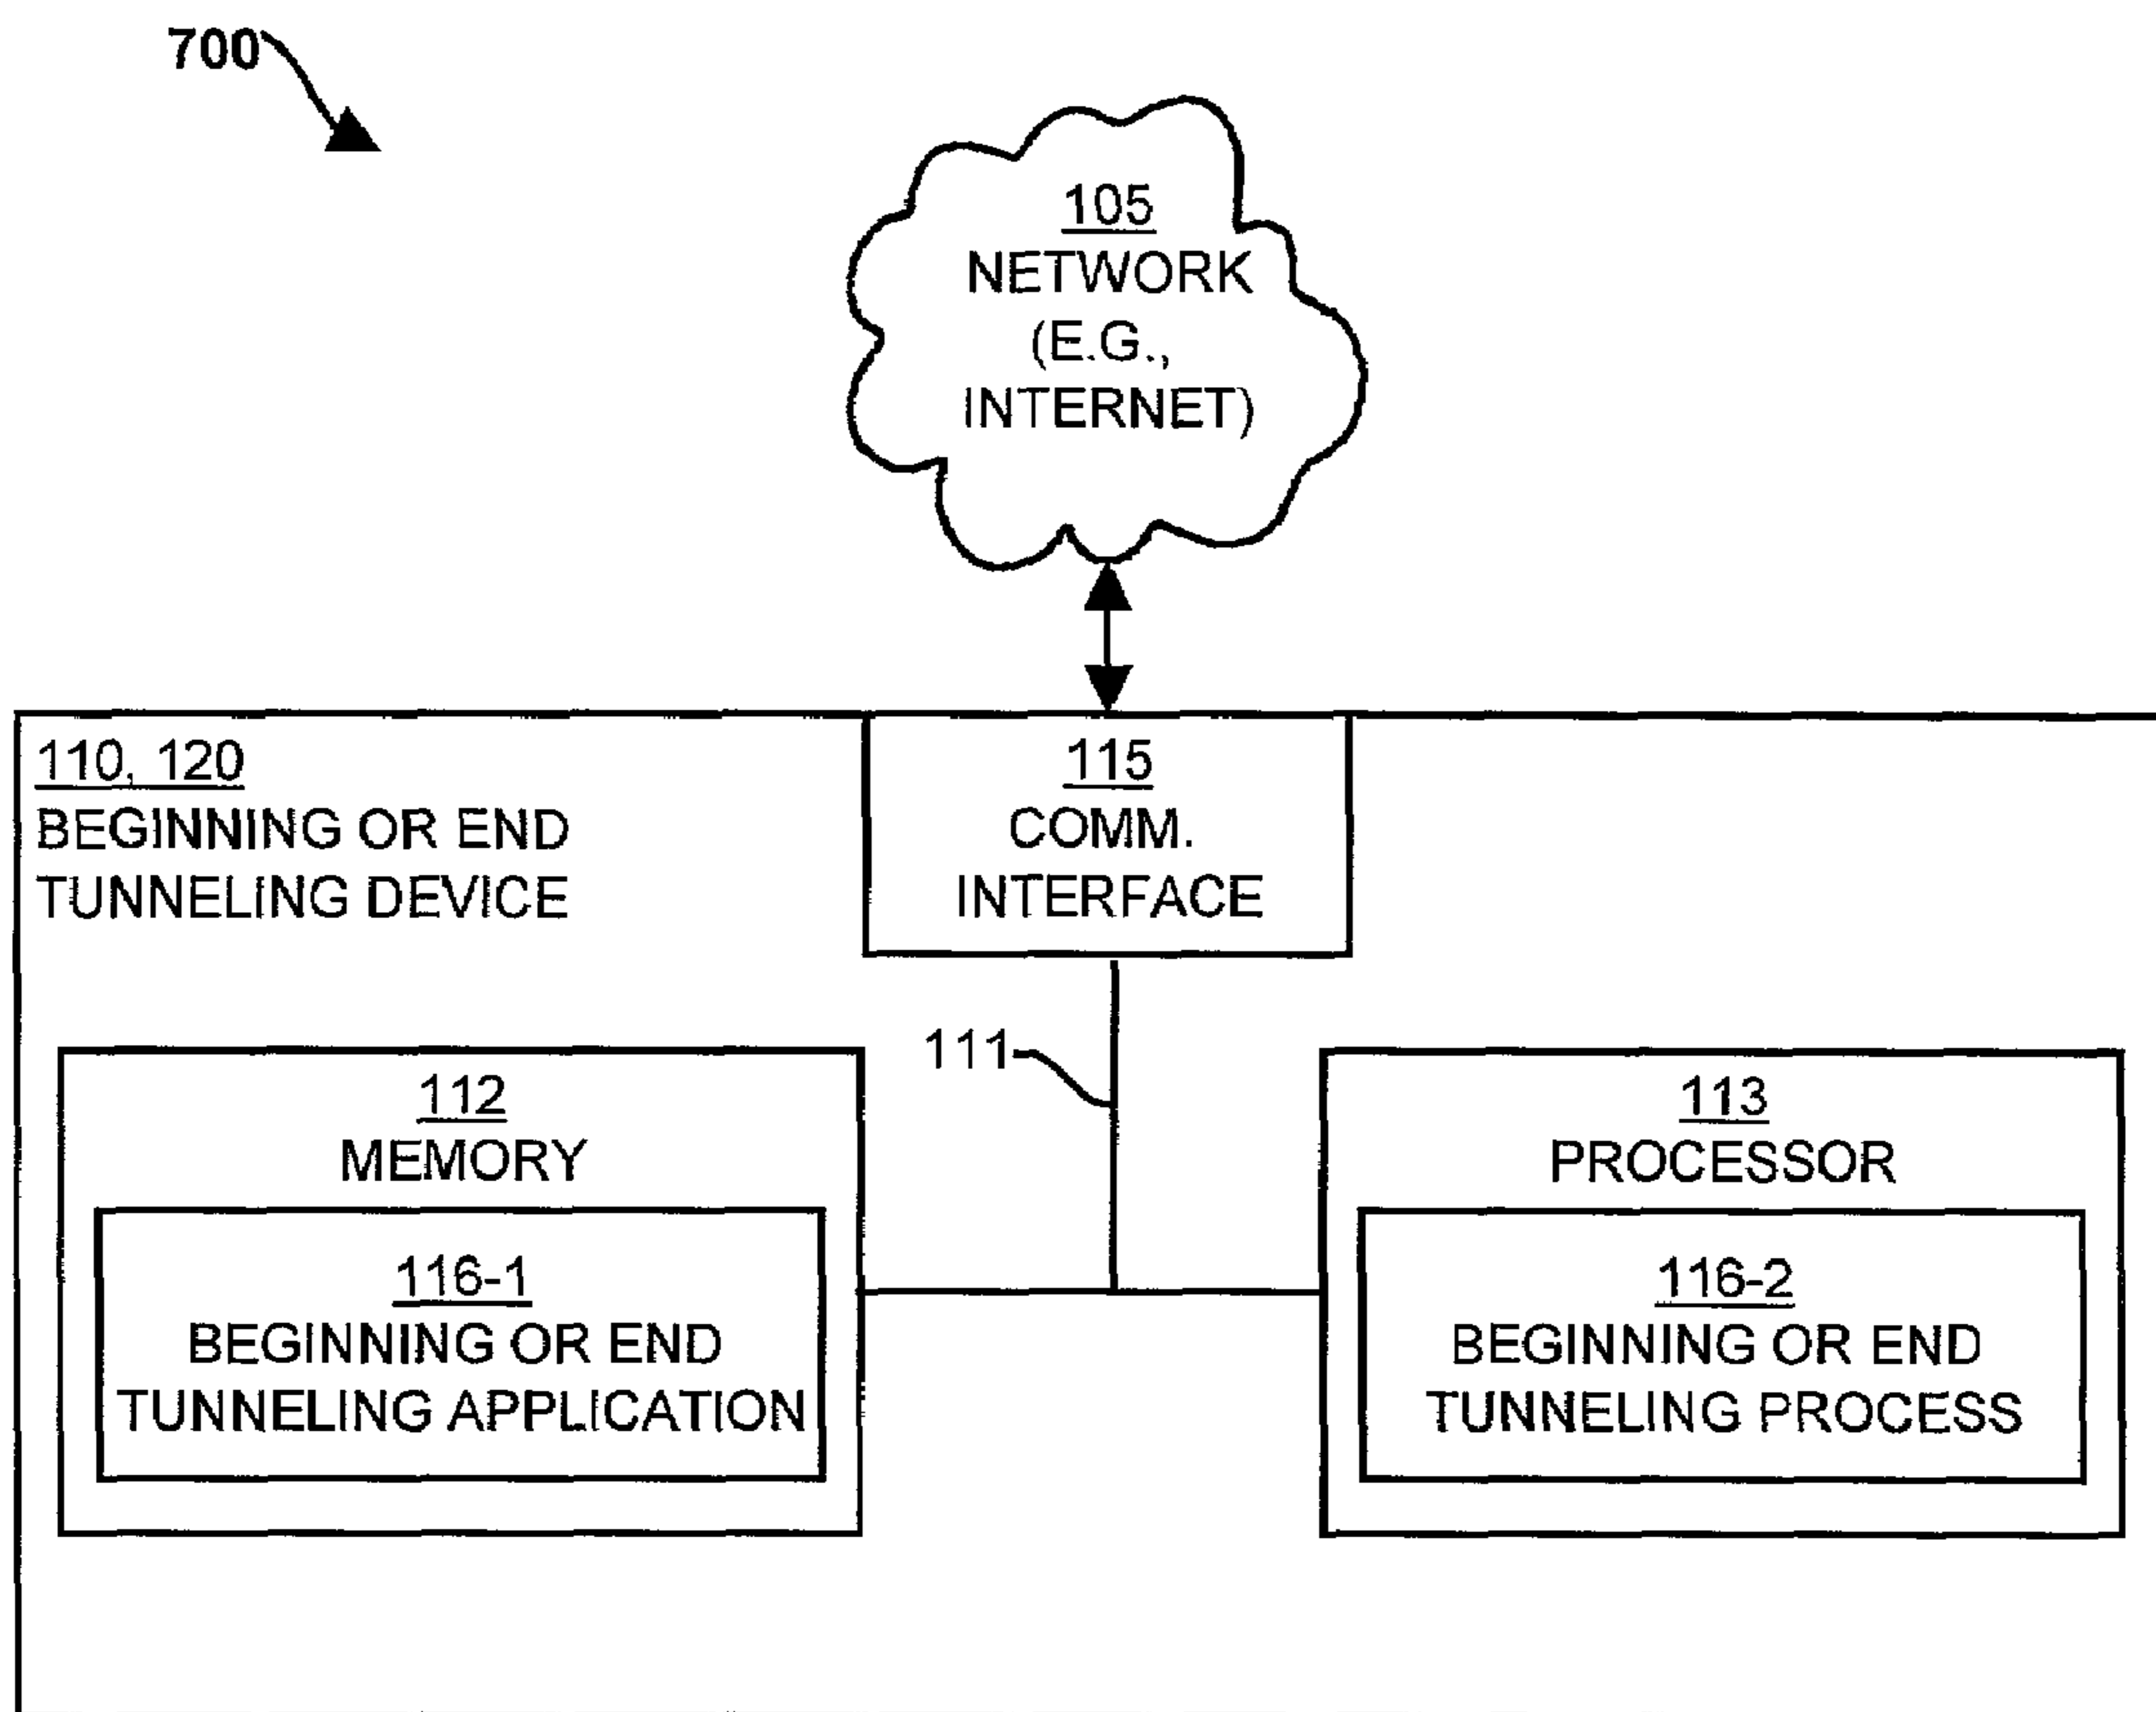 700
105
NETWORK
(E.G.,
INTERNET)
110, 120
BEGINNING OR END
TUNNELING DEVICE
115
COMM.
INTERFACE
111
112
MEMORY
116-1
BEGINNING OR END
TUNNELING APPLICATION
113
PROCESSOR
116-2
BEGINNING OR END
TUNNELING PROCESS